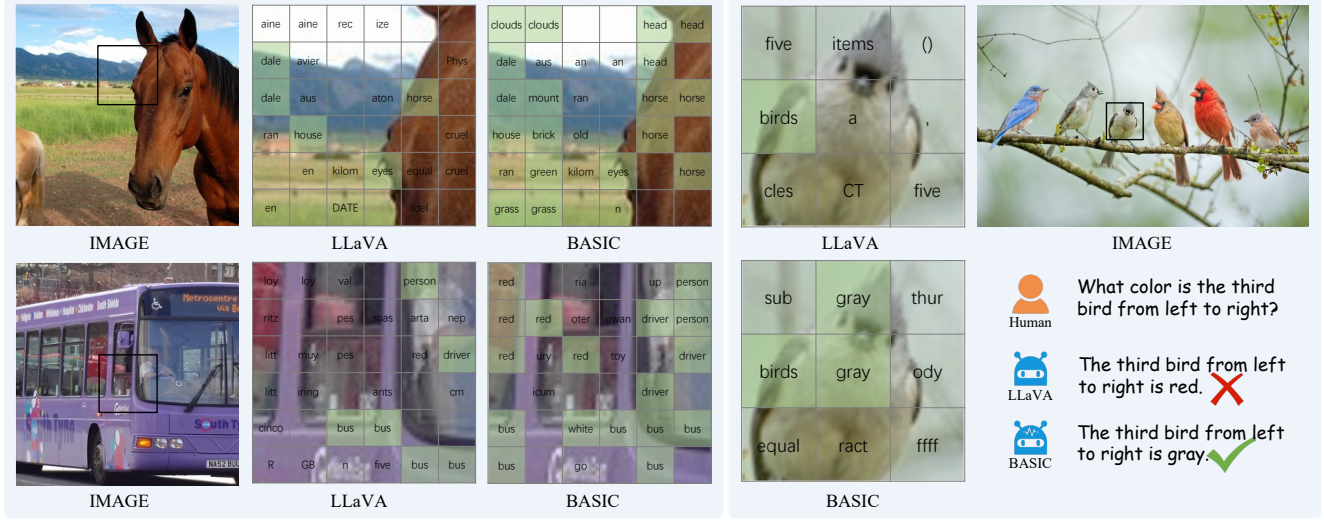 aine aine rec ize
dale avier Phys
dale aus aton horse
ran house cruel
en kilom eyes equal cruel
en DATE idel
IMAGE
LLaVA
clouds clouds head head
dale aus an an head
dale mount ran horse horse
house brick old horse
ran green kilom eyes horse
grass grass n
BASIC
Metrocentre
via
South T
NA52 BU
IMAGE
loy loy val person
ritz pes suas arta nep
litt muy pes red driver
litt iring ants cm
cinco bus bus
R GB n five bus bus
LLaVA
red ria up person
red red oter owan driver person
red ury red toy driver
icum driver
bus white bus bus bus
bus go bus
BASIC
five items ()
birds a ,
cles CT five
LLaVA
IMAGE
sub gray thur
birds gray ody
equal ract ffff
BASIC
Human
What color is the third
bird from left to right?
LLaVA
The third bird from left
to right is red.
BASIC
The third bird from left
to right is gray.